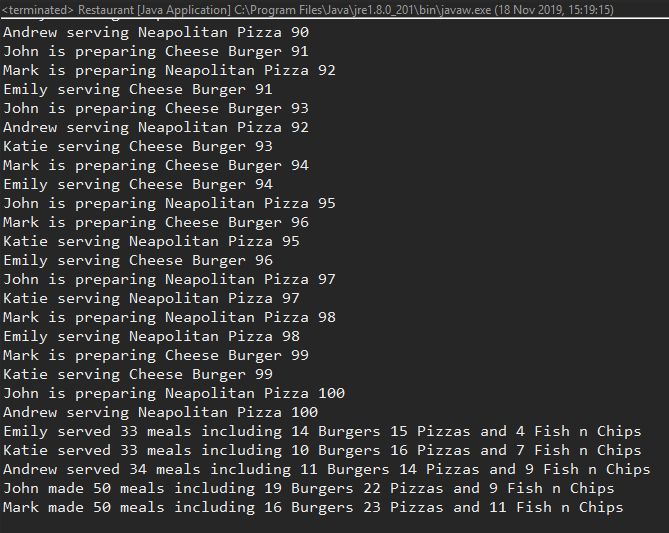 <terminated> Restaurant [Java Application] C:\Program Files\Java\jre1.8.0_201\bin\javaw.exe (18 Nov 2019, 15:19:15)
Andrew serving Neapolitan Pizza 90
John is preparing Cheese Burger 91
Mark is preparing Neapolitan Pizza 92
Emily serving Cheese Burger 91
John is preparing Cheese Burger 93
Andrew serving Neapolitan Pizza 92
Katie serving Cheese Burger 93
Mark is preparing Cheese Burger 94
Emily serving Cheese Burger 94
John is preparing Neapolitan Pizza 95
Mark is preparing Cheese Burger 96
Katie serving Neapolitan Pizza 95
Emily serving Cheese Burger 96
John is preparing Neapolitan Pizza 97
Katie serving Neapolitan Pizza 97
Mark is preparing Neapolitan Pizza 98
Emily serving Neapolitan Pizza 98
Mark is preparing Cheese Burger 99
Katie serving Cheese Burger 99
John is preparing Neapolitan Pizza 100
Andrew serving Neapolitan Pizza 100
Emily served 33 meals including 14 Burgers 15 Pizzas and 4 Fish n Chips
Katie served 33 meals including 10 Burgers 16 Pizzas and 7 Fish n Chips
Andrew served 34 meals including 11 Burgers 14 Pizzas and 9 Fish n Chips
John made 50 meals including 19 Burgers 22 Pizzas and 9 Fish n Chips
Mark made 50 meals including 16 Burgers 23 Pizzas and 11 Fish n Chips